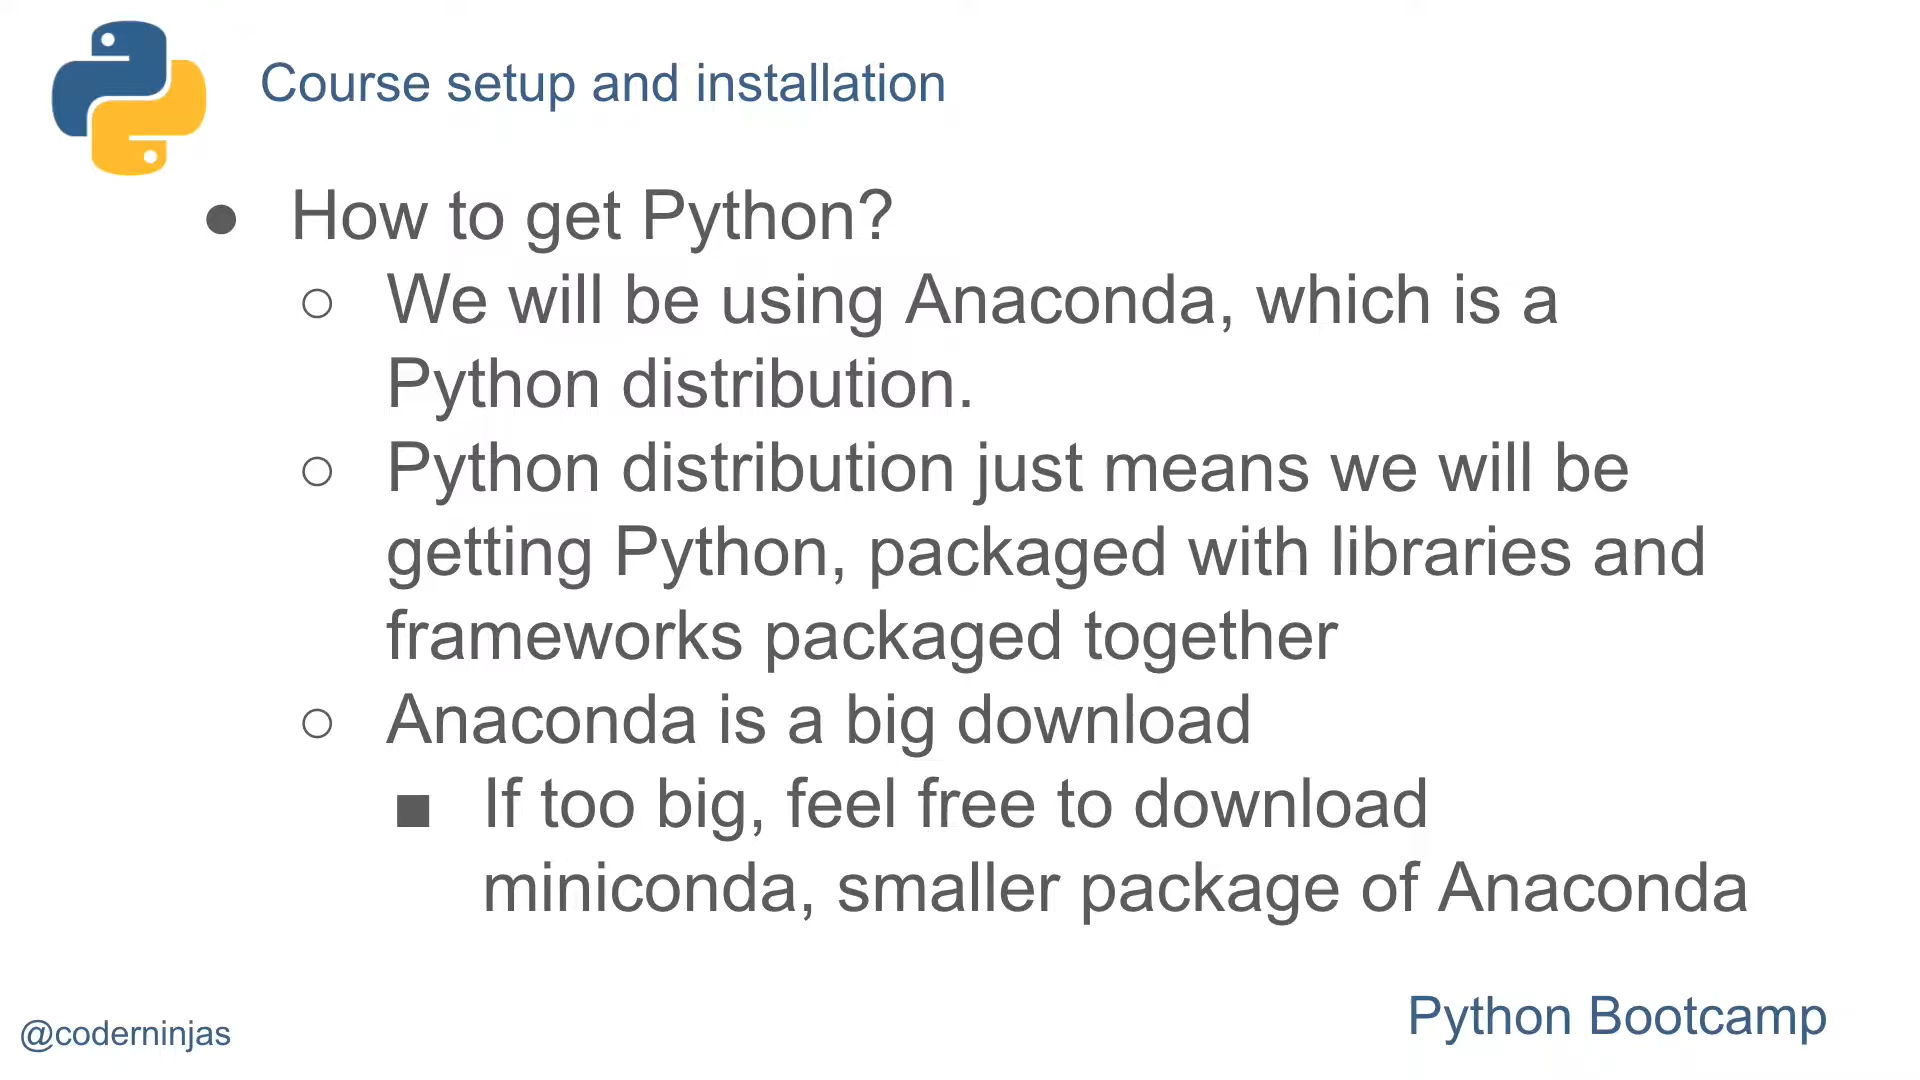 Course setup and installation
● How to get Python?
○ We will be using Anaconda, which is a
Python distribution.
○ Python distribution just means we will be
getting Python, packaged with libraries and
frameworks packaged together
○ Anaconda is a big download
■ If too big, feel free to download
miniconda, smaller package of Anaconda
Python Bootcamp
@coderninjas